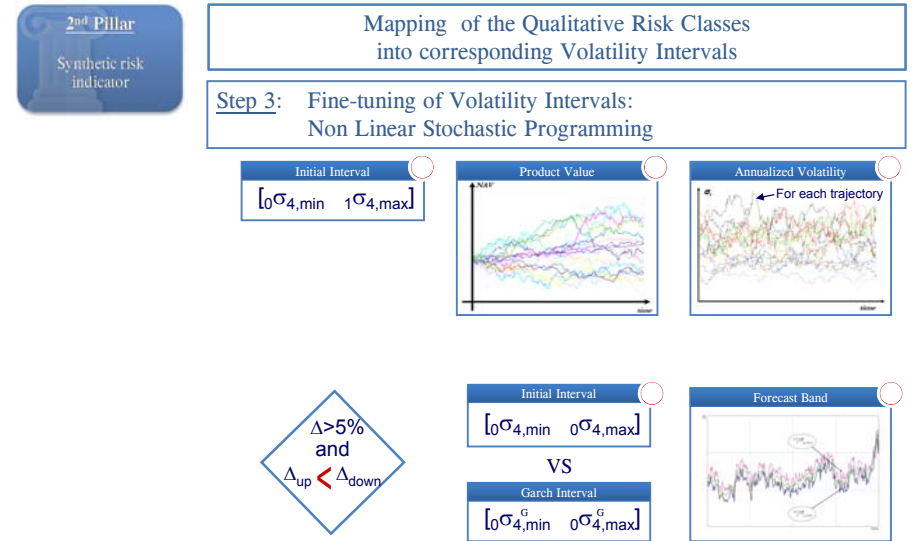 2nd Pillar
Synthetic risk
indicator
Mapping of the Qualitative Risk Classes
into corresponding Volatility Intervals
Step 3: Fine-tuning of Volatility Intervals:
Non Linear Stochastic Programming
Initial Interval
[0σ4,min 1σ4,max]
Product Value
NAV
time
Annualized Volatility
σt
For each trajectory
time
Δ>5%
and
Δup < Δdown
Initial Interval
[0σ4,min 0σ4,max]
VS
Garch Interval
[0σG4,min 0σG4,max]
Forecast Band